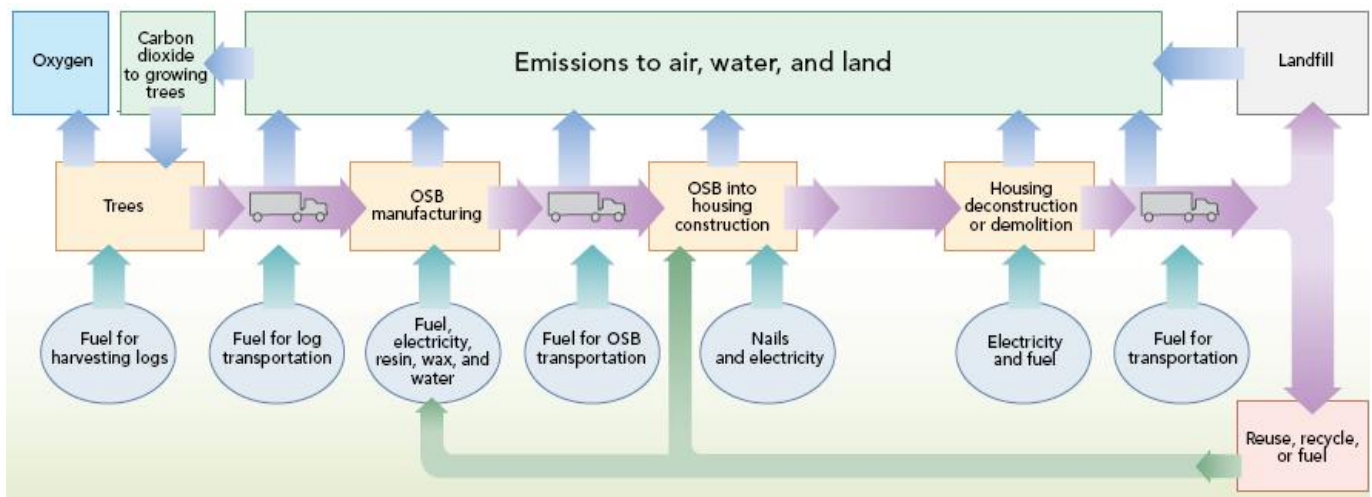 Oxygen
Carbon
dioxide
to growing
trees
Emissions to air, water, and land
Landfill
Trees
OSB
manufacturing
OSB into
housing
construction
Housing
deconstruction
or demolition
Fuel for
harvesting logs
Fuel for log
transportation
Fuel,
electricity,
resin, wax, and
water
Fuel for OSB
transportation
Nails
and electricity
Electricity
and fuel
Fuel for
transportation
Reuse, recycle,
or fuel